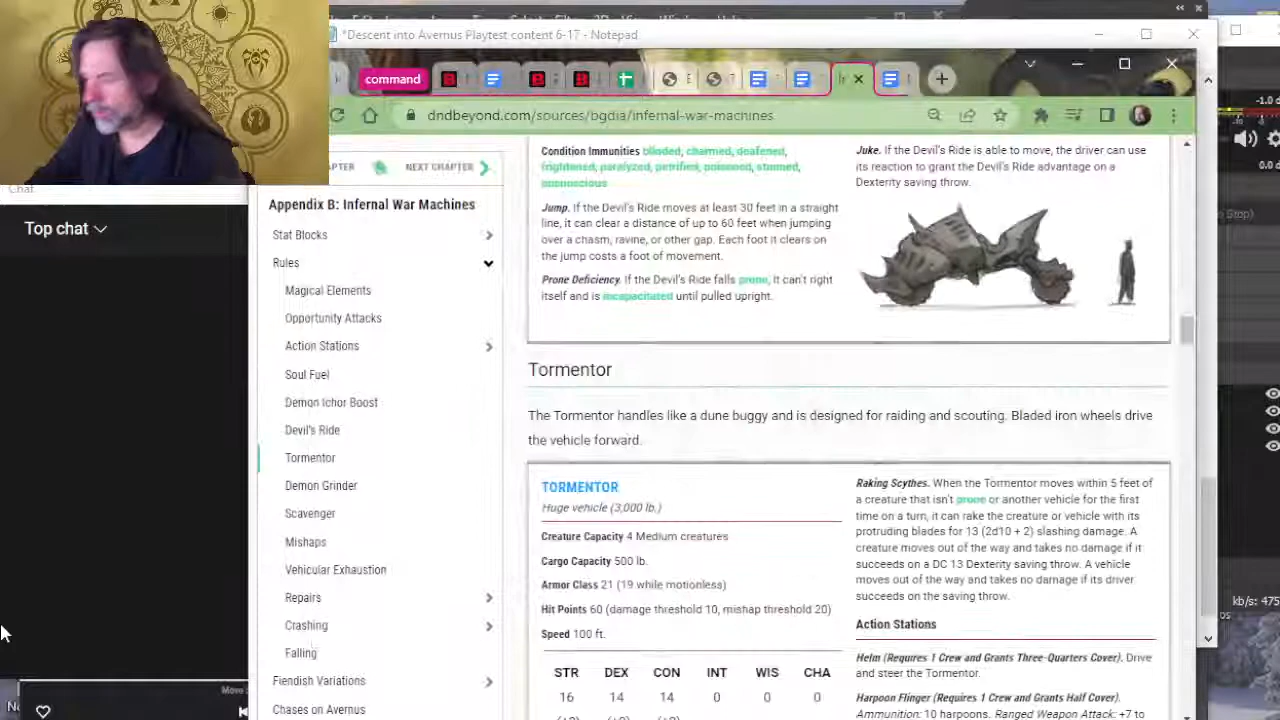 *Descent into Avernus Playtest content 6-17 - Notepad
command
dndbeyond.com/sources/bgdia/infernal-war-machines
-1.0
0.0
Chat
Top chat
APTER
NEXT CHAPTER
Appendix B: Infernal War Machines
Stat Blocks
Rules
Magical Elements
Opportunity Attacks
Action Stations
Soul Fuel
Demon Ichor Boost
Devil's Ride
Tormentor
Demon Grinder
Scavenger
Mishaps
Vehicular Exhaustion
Repairs
Crashing
Falling
Fiendish Variations
Chases on Avernus
Condition Immunities blinded, charmed, deafened,
frightened, paralyzed, petrified, poisoned, stunned,
unconscious
Jump. If the Devil's Ride moves at least 30 feet in a straight
line, it can clear a distance of up to 60 feet when jumping
over a chasm, ravine, or other gap. Each foot it clears on
the jump costs a foot of movement.
Prone Deficiency. If the Devil's Ride falls prone, it can't right
itself and is incapacitated until pulled upright.
Juke. If the Devil's Ride is able to move, the driver can use
its reaction to grant the Devil's Ride advantage on a
Dexterity saving throw.
Tormentor
The Tormentor handles like a dune buggy and is designed for raiding and scouting. Bladed iron wheels drive
the vehicle forward.
TORMENTOR
Huge vehicle (3,000 lb.)
Creature Capacity 4 Medium creatures
Cargo Capacity 500 lb.
Armor Class 21 (19 while motionless)
Hit Points 60 (damage threshold 10, mishap threshold 20)
Speed 100 ft.
STR DEX CON INT WIS CHA
16 14 14 0 0 0
Raking Scythes. When the Tormentor moves within 5 feet of
a creature that isn't prone or another vehicle for the first
time on a turn, it can rake the creature or vehicle with its
protruding blades for 13 (2d10 + 2) slashing damage. A
creature moves out of the way and takes no damage if it
succeeds on a DC 13 Dexterity saving throw. A vehicle
moves out of the way and takes no damage if its driver
succeeds on the saving throw.
Action Stations
Helm (Requires 1 Crew and Grants Three-Quarters Cover). Drive
and steer the Tormentor.
Harpoon Flinger (Requires 1 Crew and Grants Half Cover).
Ammunition: 10 harpoons. Ranged Weapon Attack: +7 to
Stop)
kb/s: 475
Move